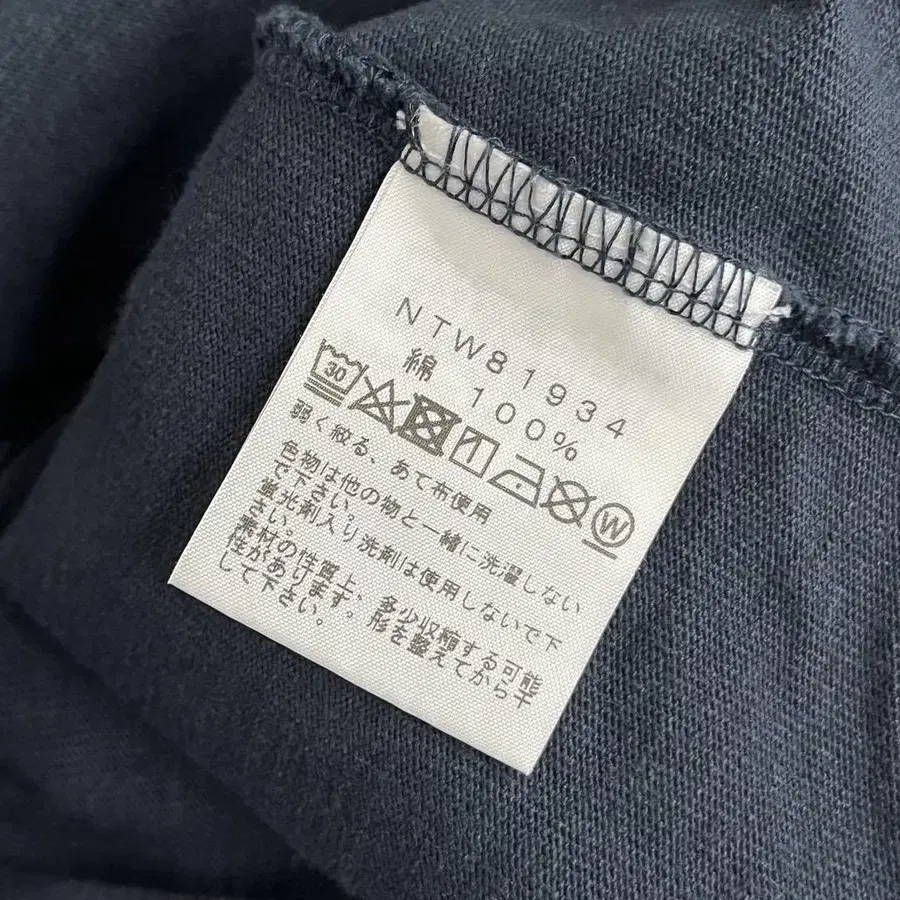 NTW81934
綿 100%
30 W
弱く絞る、あて布使用
色物は他の物と一緒に洗濯しない
で下さい。
蛍光剤入り洗剤は使用しないで下
さい。
素材の性質上、多少収縮する可能
性があります。形を整えてから干
して下さい。